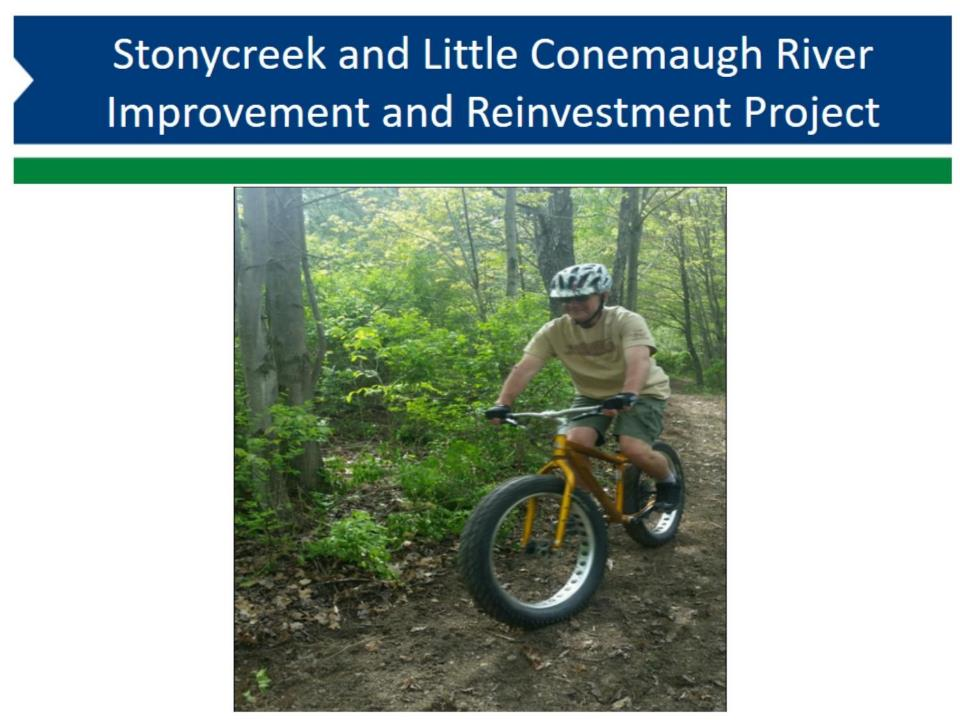 Stonycreek and Little Conemaugh River
Improvement and Reinvestment Project